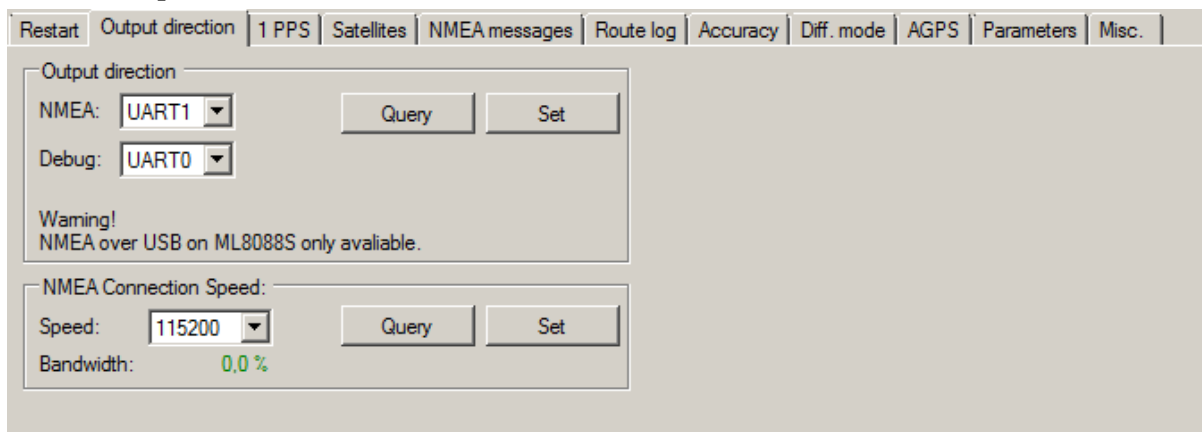 Restart Output direction 1 PPS Satellites NMEA messages Route log Accuracy Diff. mode AGPS Parameters Misc.
Output direction
NMEA: UART1 Query Set
Debug: UART0
Warning!
NMEA over USB on ML8088S only avaliable.
NMEA Connection Speed:
Speed: 115200 Query Set
Bandwidth: 0,0 %